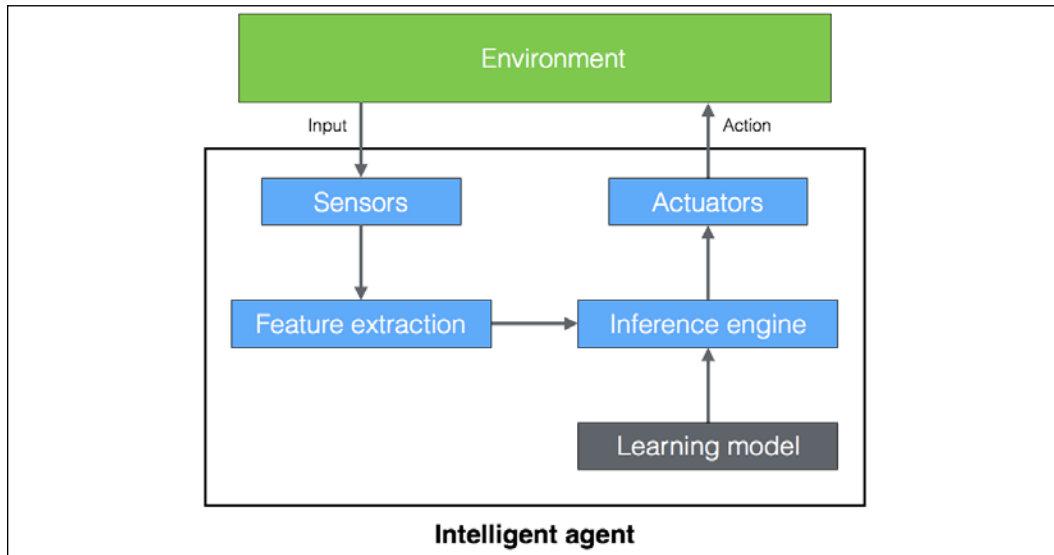 Environment
Input
Action
Sensors
Actuators
Feature extraction
Inference engine
Learning model
Intelligent agent